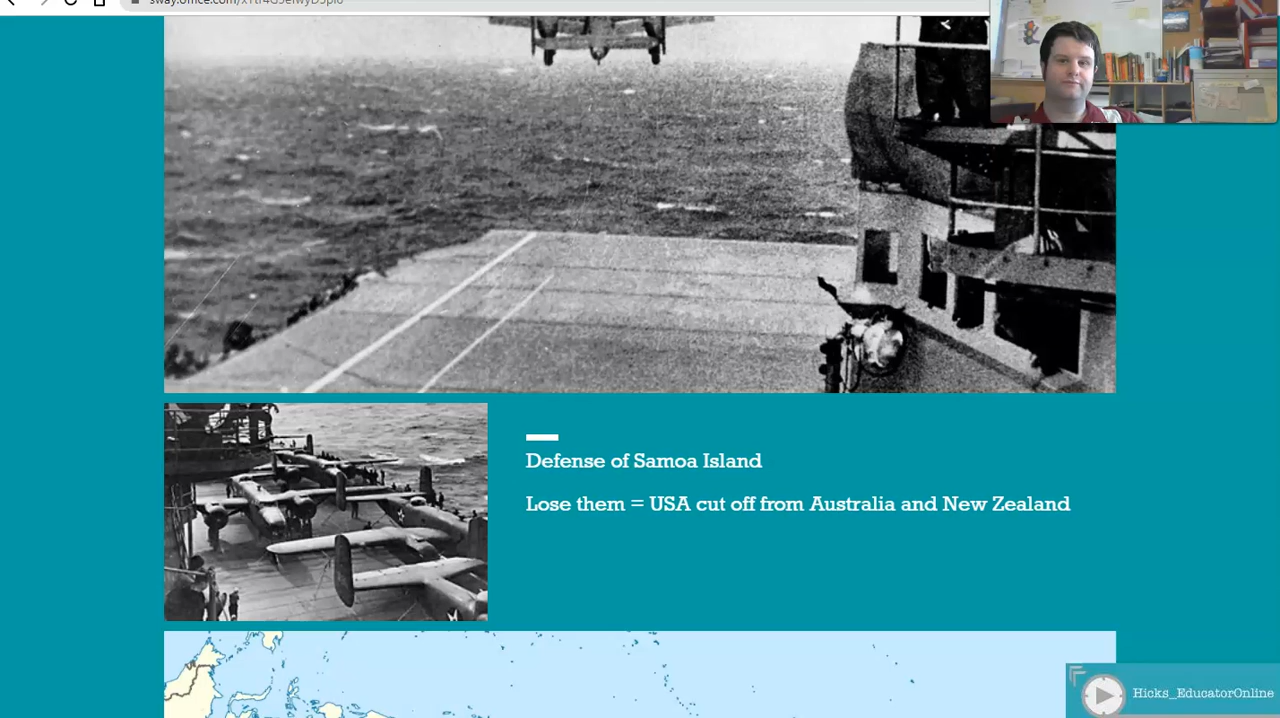 Defense of Samoa Island
Lose them = USA cut off from Australia and New Zealand
Hicks_EducatorOnline